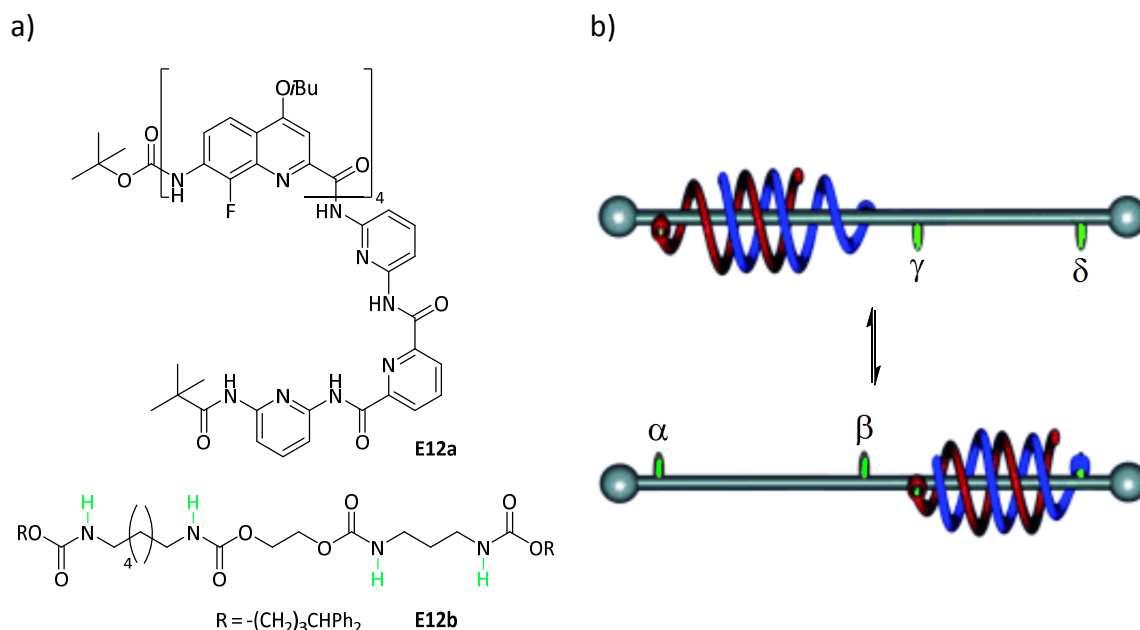 a)
b)
OiBu
O
O
N
H
F
N
O
4
HN
N
HN
O
N
H
N
N
H
N
O
O
N
E12a
RO
H
N
O
4
H
N
O
O
O
O
O
N
H
N
H
O
OR
R = -(CH2)3CHPh2
E12b
γ
δ
α
β